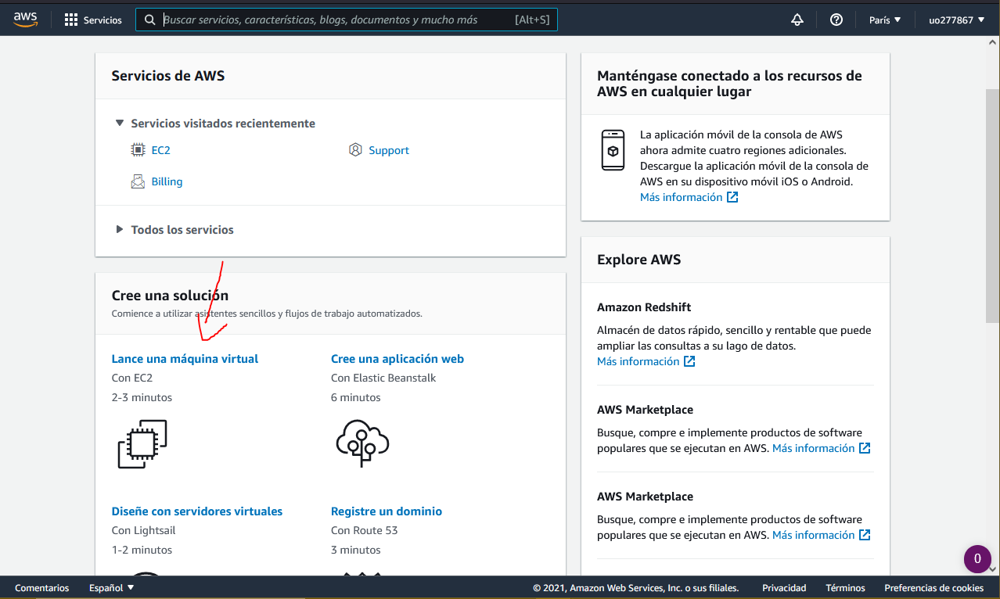 aws
Servicios
Buscar servicios, características, blogs, documentos y mucho más
[Alt+S]
París
uo277867
Servicios de AWS
Servicios visitados recientemente
EC2
Support
Billing
Todos los servicios
Cree una solución
Comience a utilizar asistentes sencillos y flujos de trabajo automatizados.
Lance una máquina virtual
Con EC2
2-3 minutos
Cree una aplicación web
Con Elastic Beanstalk
6 minutos
Diseñe con servidores virtuales
Con Lightsail
1-2 minutos
Registre un dominio
Con Route 53
3 minutos
Manténgase conectado a los recursos de
AWS en cualquier lugar
La aplicación móvil de la consola de AWS
ahora admite cuatro regiones adicionales.
Descargue la aplicación móvil de la consola de
AWS en su dispositivo móvil iOS o Android.
Más información
Explore AWS
Amazon Redshift
Almacén de datos rápido, sencillo y rentable que puede
ampliar las consultas a su lago de datos.
Más información
AWS Marketplace
Busque, compre e implemente productos de software
populares que se ejecutan en AWS. Más información
AWS Marketplace
Busque, compre e implemente productos de software
populares que se ejecutan en AWS. Más información
0
Comentarios
Español
© 2021, Amazon Web Services, Inc. o sus filiales.
Privacidad
Términos
Preferencias de cookies